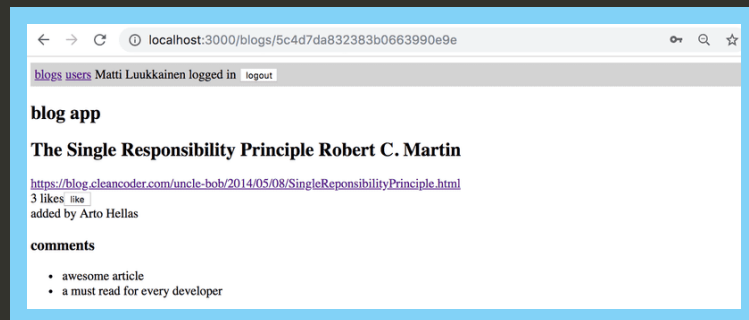 localhost:3000/blogs/5c4d7da832383b0663990e9e
blogs users Matti Luukkainen logged in logout
blog app
The Single Responsibility Principle Robert C. Martin
https://blog.cleancoder.com/uncle-bob/2014/05/08/SingleReponsibilityPrinciple.html
3 likes like
added by Arto Hellas
comments
• awesome article
• a must read for every developer